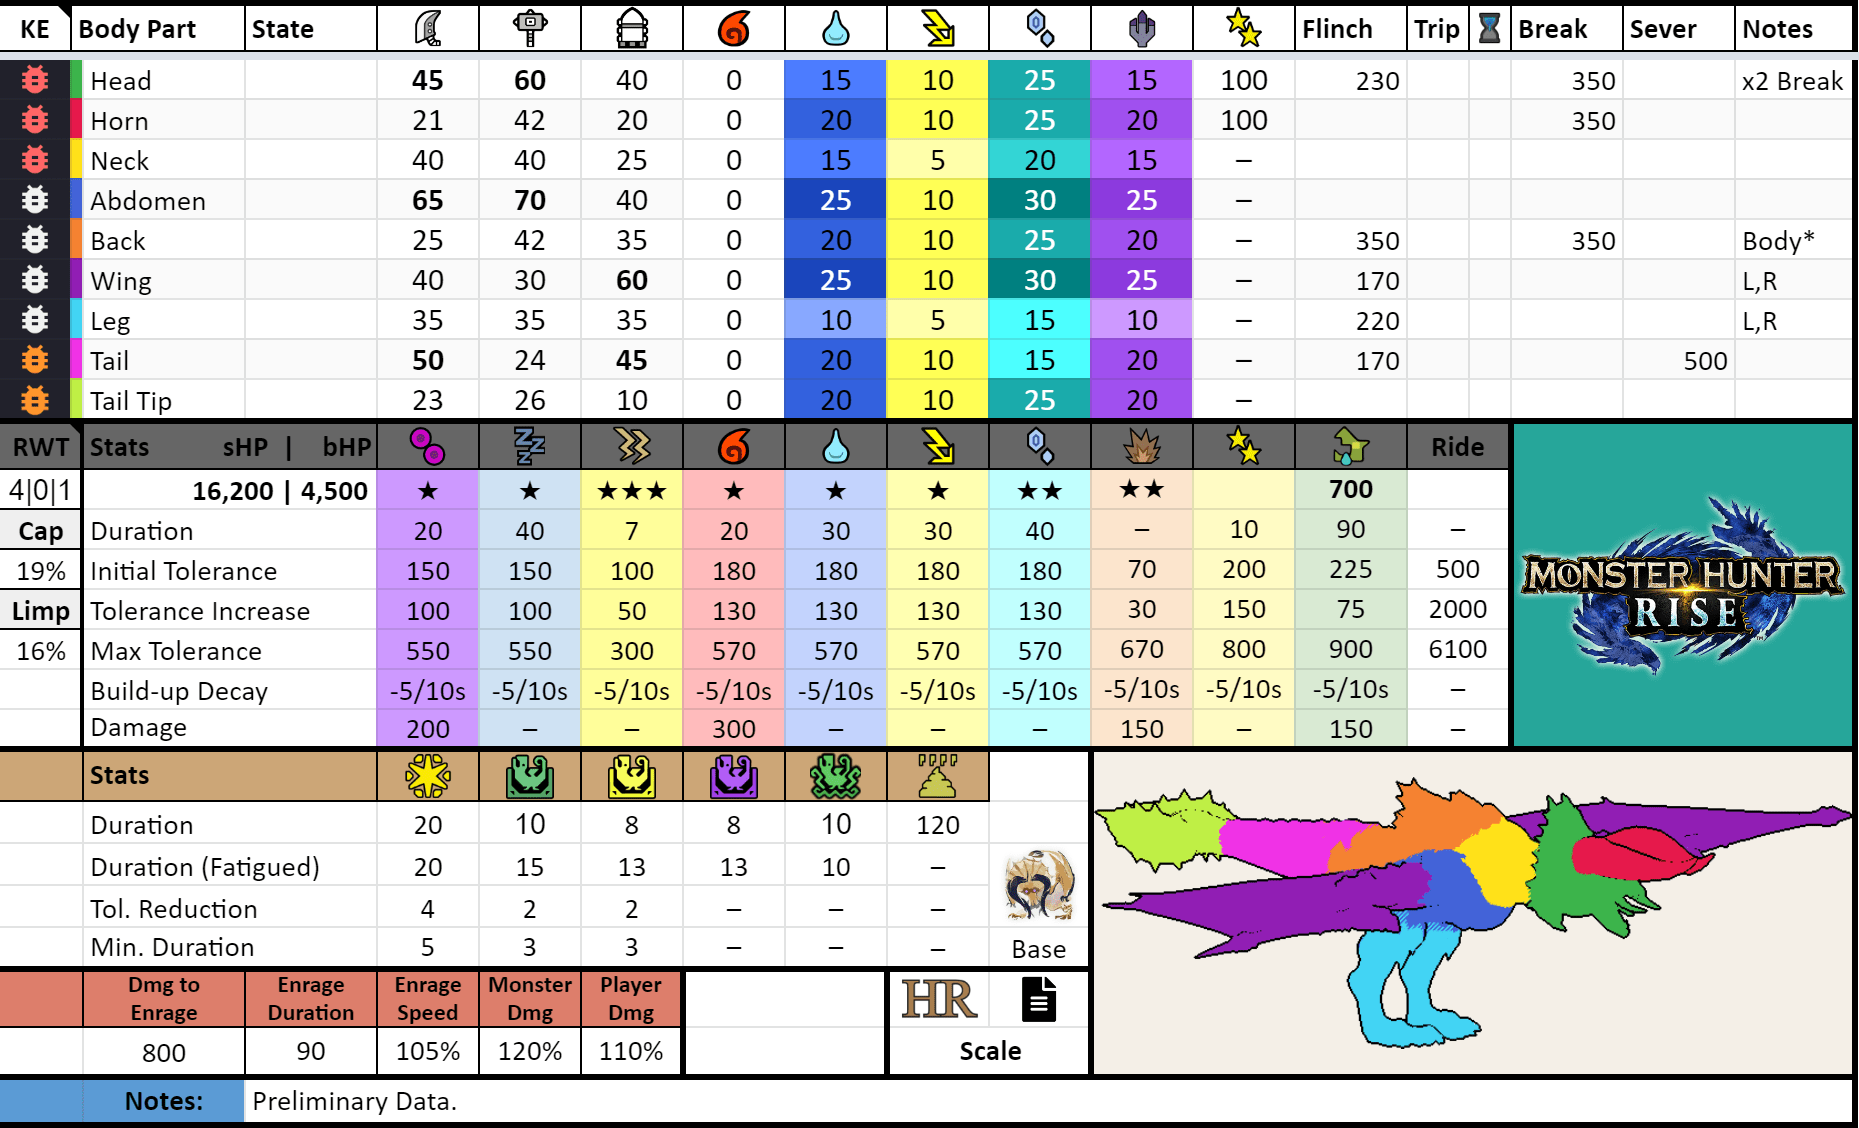 KE Body Part State Flinch Trip Break Sever Notes
Head 45 60 40 0 15 10 25 15 100 230 350 x2 Break
Horn 21 42 20 0 20 10 25 20 100 350
Neck 40 40 25 0 15 5 20 15 –
Abdomen 65 70 40 0 25 10 30 25 –
Back 25 42 35 0 20 10 25 20 – 350 350 Body*
Wing 40 30 60 0 25 10 30 25 – 170 L,R
Leg 35 35 35 0 10 5 15 10 – 220 L,R
Tail 50 24 45 0 20 10 15 20 – 170 500
Tail Tip 23 26 10 0 20 10 25 20 –
RWT Stats sHP | bHP Ride
4|0|1 16,200 | 4,500 ★ ★ ★★★ ★ ★ ★ ★★ ★★ 700
Cap Duration 20 40 7 20 30 30 40 – 10 90 –
19% Initial Tolerance 150 150 100 180 180 180 180 70 200 225 500
Limp Tolerance Increase 100 100 50 130 130 130 130 30 150 75 2000
16% Max Tolerance 550 550 300 570 570 570 570 670 800 900 6100
Build-up Decay -5/10s -5/10s -5/10s -5/10s -5/10s -5/10s -5/10s -5/10s -5/10s -5/10s –
Damage 200 – – 300 – – – 150 – 150 –
MONSTER HUNTER
RISE
Stats
Duration 20 10 8 8 10 120
Duration (Fatigued) 20 15 13 13 10 –
Tol. Reduction 4 2 2 – – –
Min. Duration 5 3 3 – – – Base
Dmg to Enrage Enrage Duration Enrage Speed Monster Dmg Player Dmg HR
800 90 105% 120% 110% Scale
Notes: Preliminary Data.